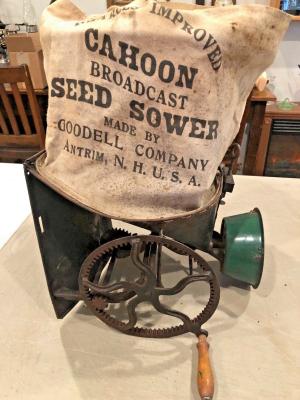 IMPROVED
CAHOON
BROADCAST
SEED SOWER
MADE BY
GOODELL COMPANY
ANTRIM, N. H. U. S. A.